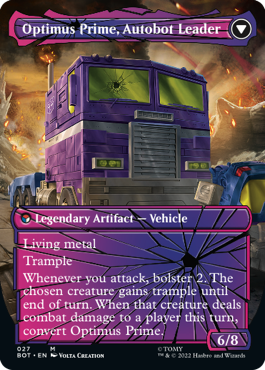 Optimus Prime, Autobot Leader
Legendary Artifact — Vehicle
Living metal
Trample
Whenever you attack, bolster 2. The
chosen creature gains trample until
end of turn. When that creature deals
combat damage to a player this turn,
convert Optimus Prime.
6/8
027 M
BOT • EN VOLTA CREATION
© TOMY
™ & © 2022 Hasbro and Wizards